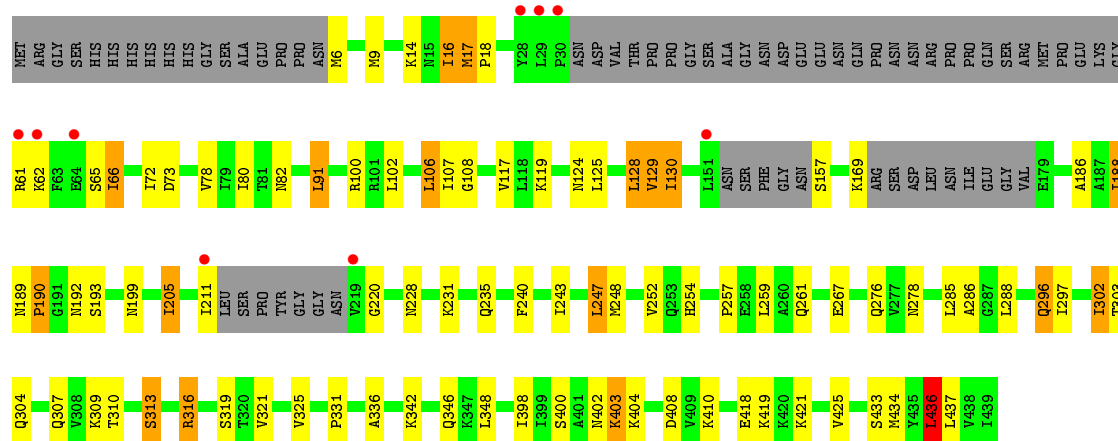 MET ARG GLY SER HIS HIS HIS HIS HIS HIS GLY SER ALA GLU PRO PRO ASN M6 M9 K14 N15 I16 M17 P18 Y28 L29 P30 ASN ASP VAL THR PRO PRO GLY SER ALA GLY ASN ASP GLU GLU ASN GLN PRO ASN ASN ARG PRO PRO GLN SER ARG MET PRO GLU LYS GLY
R61 K62 F63 E64 S65 I66 I72 D73 V78 I79 I80 T81 N82 L91 R100 R101 L102 L106 I107 G108 V117 L118 K119 N124 L125 L128 V129 I130 L151 ASN SER PHE GLY ASN S157 K169 ARG SER ASP LEU ASN ILE GLU GLY VAL E179 A186 A187 I188
N189 P190 G191 N192 S193 N199 I205 I211 LEU SER PRO TYR GLY GLY ASN V219 G220 N228 K231 Q235 F240 I243 L247 M248 V252 Q253 H254 P257 E258 L259 A260 Q261 E267 Q276 V277 N278 L285 A286 G287 L288 Q296 I297 I302 T303
Q304 Q307 V308 K309 T310 S313 R316 S319 T320 V321 V325 P331 A336 K342 Q346 K347 L348 I398 I399 S400 A401 N402 K403 K404 D408 V409 K410 E418 K419 K420 K421 V425 S433 M434 Y435 L436 L437 V438 I439